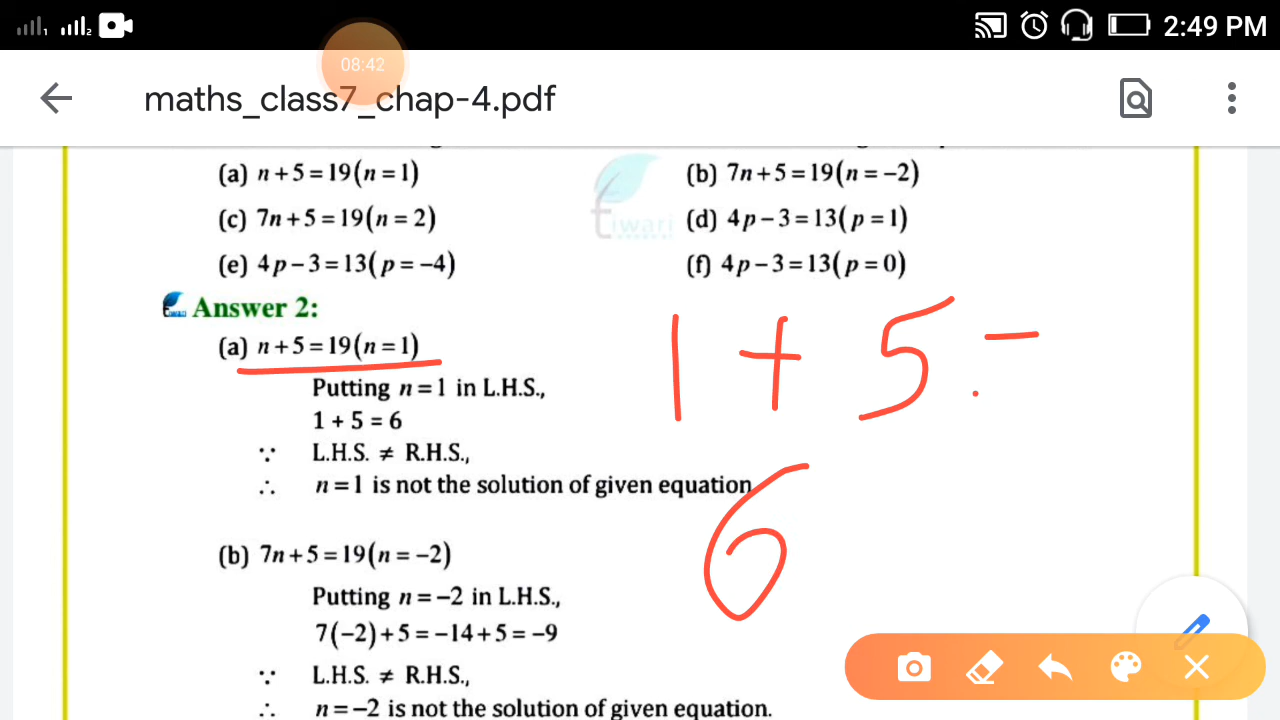 1 2 2:49 PM
08:42
maths_class7_chap-4.pdf
(a) n + 5 = 19(n = 1) (b) 7n + 5 = 19(n = −2)
(c) 7n + 5 = 19(n = 2) (d) 4p − 3 = 13(p = 1)
tiwari
(e) 4p − 3 = 13(p = −4) (f) 4p − 3 = 13(p = 0)
Answer 2:
(a) n + 5 = 19(n = 1)
1 + 5 =
Putting n = 1 in L.H.S.,
1 + 5 = 6
∵ L.H.S. ≠ R.H.S.,
∴ n = 1 is not the solution of given equation
6
(b) 7n + 5 = 19(n = −2)
Putting n = −2 in L.H.S.,
7(−2) + 5 = −14 + 5 = −9
∵ L.H.S. ≠ R.H.S.,
∴ n = −2 is not the solution of given equation.